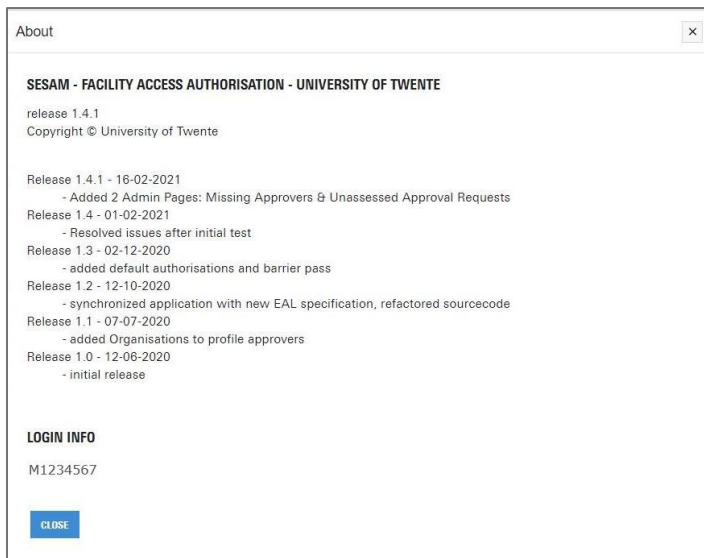 About
SESAM - FACILITY ACCESS AUTHORISATION - UNIVERSITY OF TWENTE
release 1.4.1
Copyright © University of Twente
Release 1.4.1 - 16-02-2021
- Added 2 Admin Pages: Missing Approvers & Unassessed Approval Requests
Release 1.4 - 01-02-2021
- Resolved issues after initial test
Release 1.3 - 02-12-2020
- added default authorisations and barrier pass
Release 1.2 - 12-10-2020
- synchronized application with new EAL specification, refactored sourcecode
Release 1.1 - 07-07-2020
- added Organisations to profile approvers
Release 1.0 - 12-06-2020
- initial release
LOGIN INFO
M1234567
CLOSE